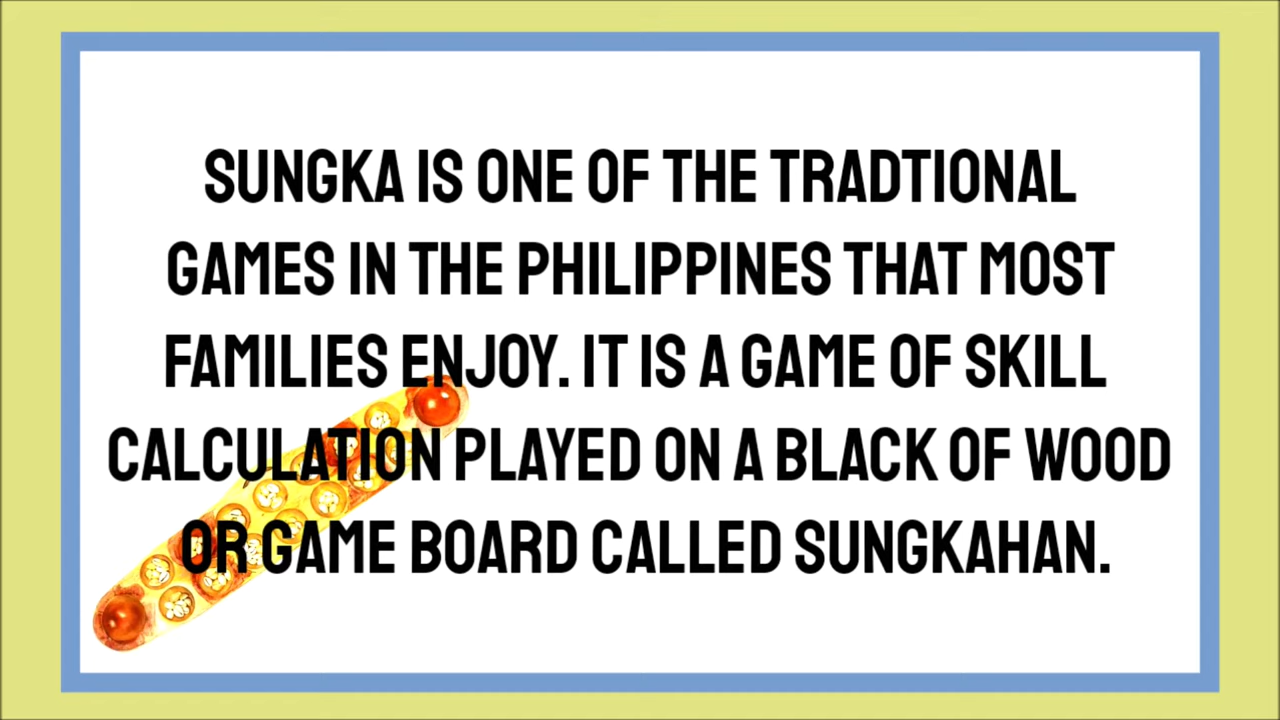 SUNGKA IS ONE OF THE TRADTIONAL
GAMES IN THE PHILIPPINES THAT MOST
FAMILIES ENJOY. IT IS A GAME OF SKILL
CALCULATION PLAYED ON A BLACK OF WOOD
OR GAME BOARD CALLED SUNGKAHAN.